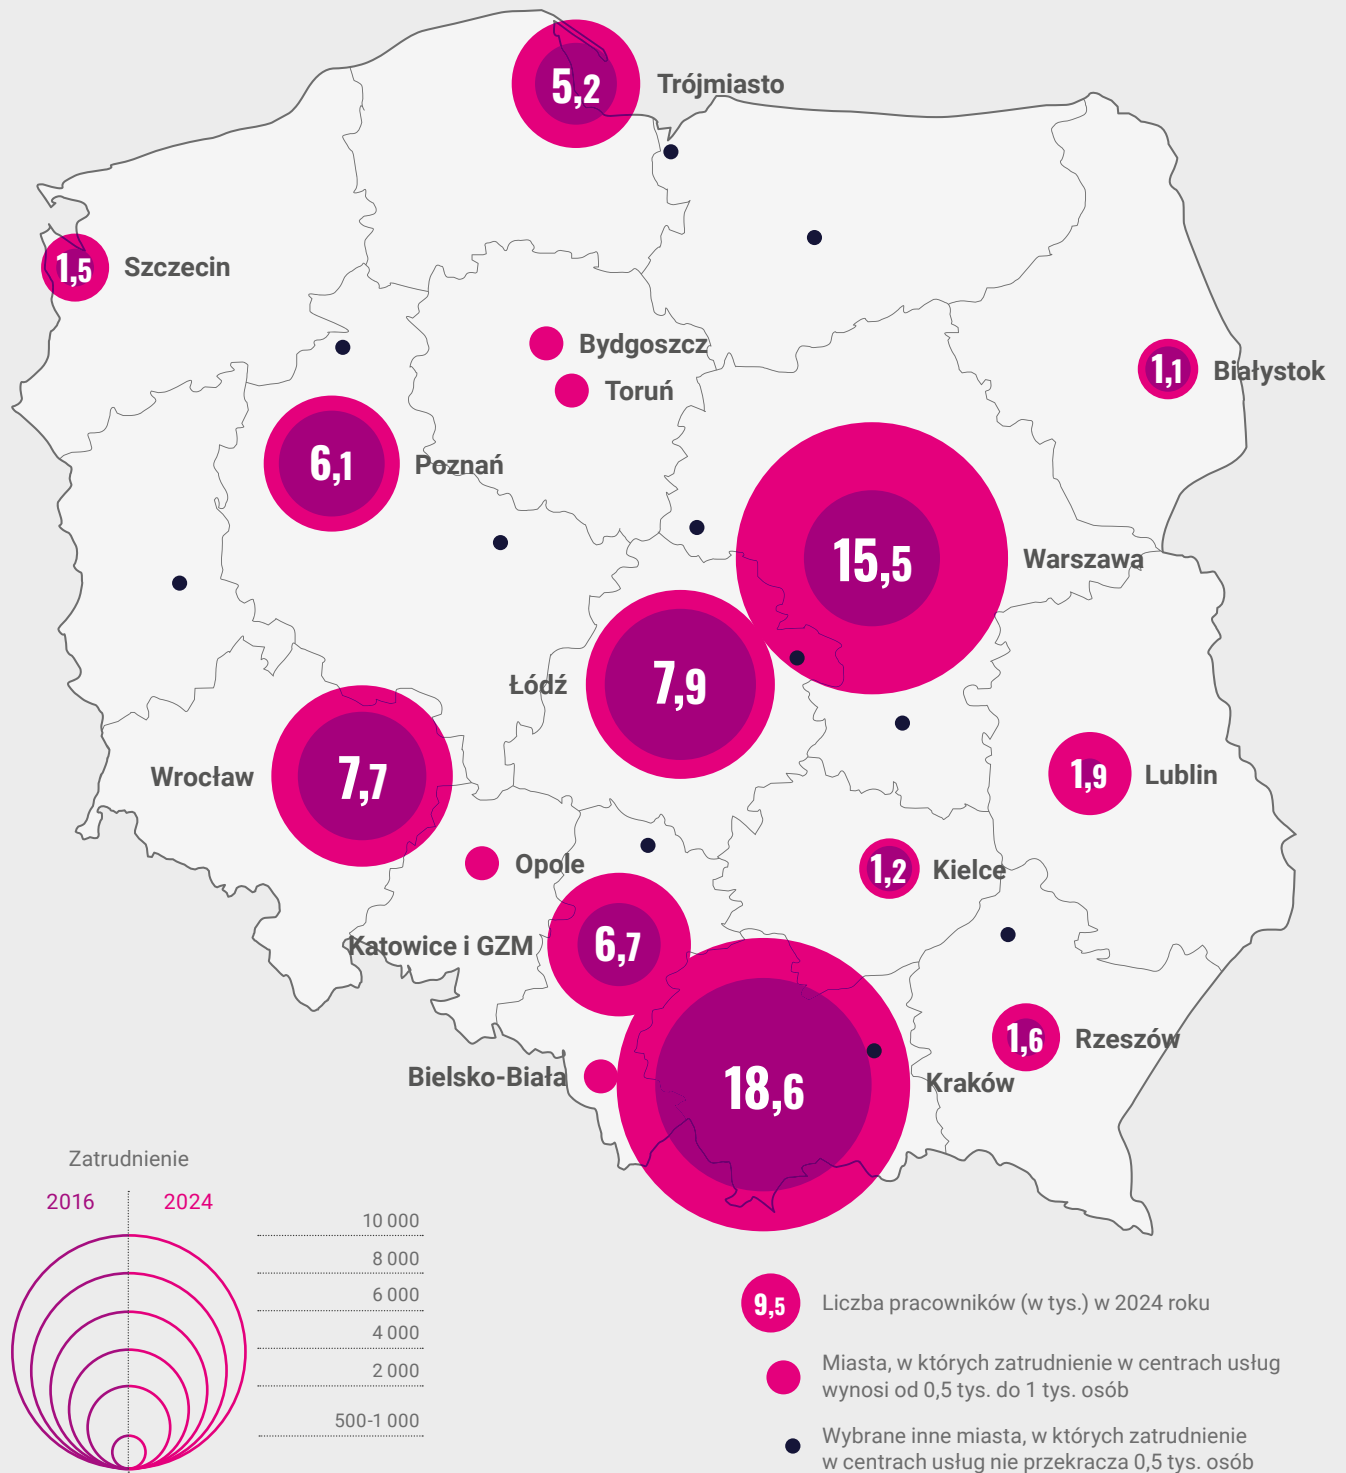 5,2
Trójmiasto
1,5
Szczecin
Bydgoszcz
1,1
Białystok
Toruń
6,1
Poznań
15,5
Warszawa
Łódź
7,9
Wrocław
7,7
1,9
Lublin
Opole
1,2
Kielce
Katowice i GZM
6,7
1,6
Rzeszów
Bielsko-Biała
18,6
Kraków
Zatrudnienie
2016
2024
10 000
8 000
6 000
4 000
2 000
500-1 000
9,5
Liczba pracowników (w tys.) w 2024 roku
Miasta, w których zatrudnienie w centrach usług
wynosi od 0,5 tys. do 1 tys. osób
Wybrane inne miasta, w których zatrudnienie
w centrach usług nie przekracza 0,5 tys. osób